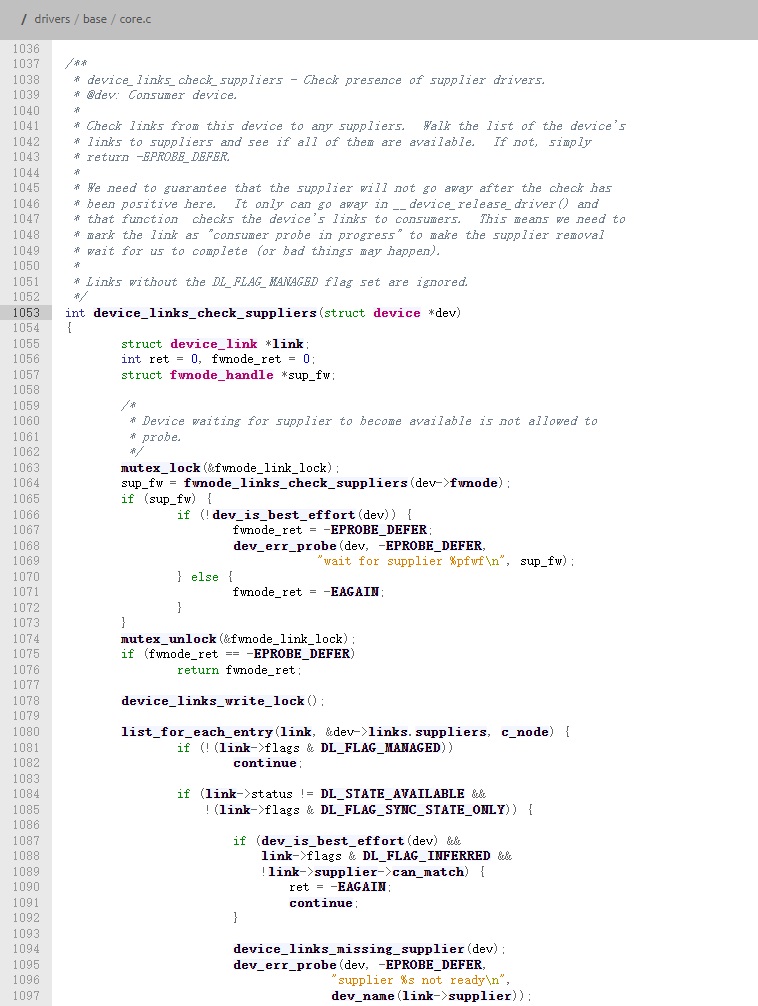 / drivers / base / core.c
1036
1037 /**
1038  * device_links_check_suppliers - Check presence of supplier drivers.
1039  * @dev: Consumer device.
1040  *
1041  * Check links from this device to any suppliers.  Walk the list of the device's
1042  * links to suppliers and see if all of them are available.  If not, simply
1043  * return -EPROBE_DEFER.
1044  *
1045  * We need to guarantee that the supplier will not go away after the check has
1046  * been positive here.  It only can go away in __device_release_driver() and
1047  * that function  checks the device's links to consumers.  This means we need to
1048  * mark the link as "consumer probe in progress" to make the supplier removal
1049  * wait for us to complete (or bad things may happen).
1050  *
1051  * Links without the DL_FLAG_MANAGED flag set are ignored.
1052  */
1053 int device_links_check_suppliers(struct device *dev)
1054 {
1055         struct device_link *link;
1056         int ret = 0, fwnode_ret = 0;
1057         struct fwnode_handle *sup_fw;
1058
1059         /*
1060          * Device waiting for supplier to become available is not allowed to
1061          * probe.
1062          */
1063         mutex_lock(&fwnode_link_lock);
1064         sup_fw = fwnode_links_check_suppliers(dev->fwnode);
1065         if (sup_fw) {
1066                 if (!dev_is_best_effort(dev)) {
1067                         fwnode_ret = -EPROBE_DEFER;
1068                         dev_err_probe(dev, -EPROBE_DEFER,
1069                                     "wait for supplier %pfwf\n", sup_fw);
1070                 } else {
1071                         fwnode_ret = -EAGAIN;
1072                 }
1073         }
1074         mutex_unlock(&fwnode_link_lock);
1075         if (fwnode_ret == -EPROBE_DEFER)
1076                 return fwnode_ret;
1077
1078         device_links_write_lock();
1079
1080         list_for_each_entry(link, &dev->links.suppliers, c_node) {
1081                 if (!(link->flags & DL_FLAG_MANAGED))
1082                         continue;
1083
1084                 if (link->status != DL_STATE_AVAILABLE &&
1085                     !(link->flags & DL_FLAG_SYNC_STATE_ONLY)) {
1086
1087                         if (dev_is_best_effort(dev) &&
1088                             link->flags & DL_FLAG_INFERRED &&
1089                             !link->supplier->can_match) {
1090                                 ret = -EAGAIN;
1091                                 continue;
1092                         }
1093
1094                         device_links_missing_supplier(dev);
1095                         dev_err_probe(dev, -EPROBE_DEFER,
1096                                       "supplier %s not ready\n",
1097                                       dev_name(link->supplier));